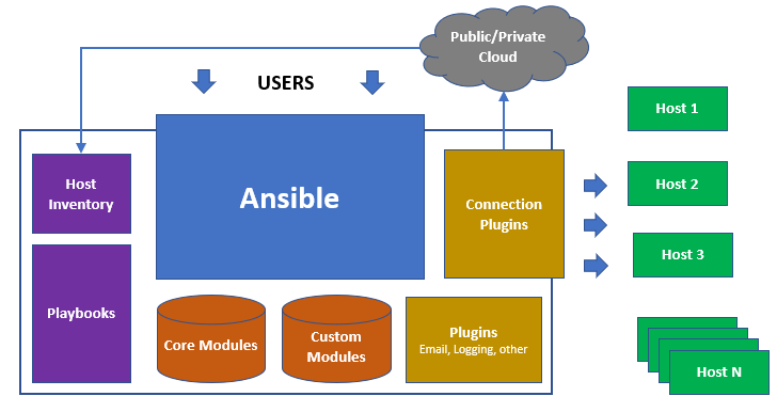 Public/Private
Cloud
USERS
Host 1
Host
Inventory
Ansible
Connection
Plugins
Host 2
Host 3
Playbooks
Core Modules
Custom
Modules
Plugins
Email, Logging, other
Host N